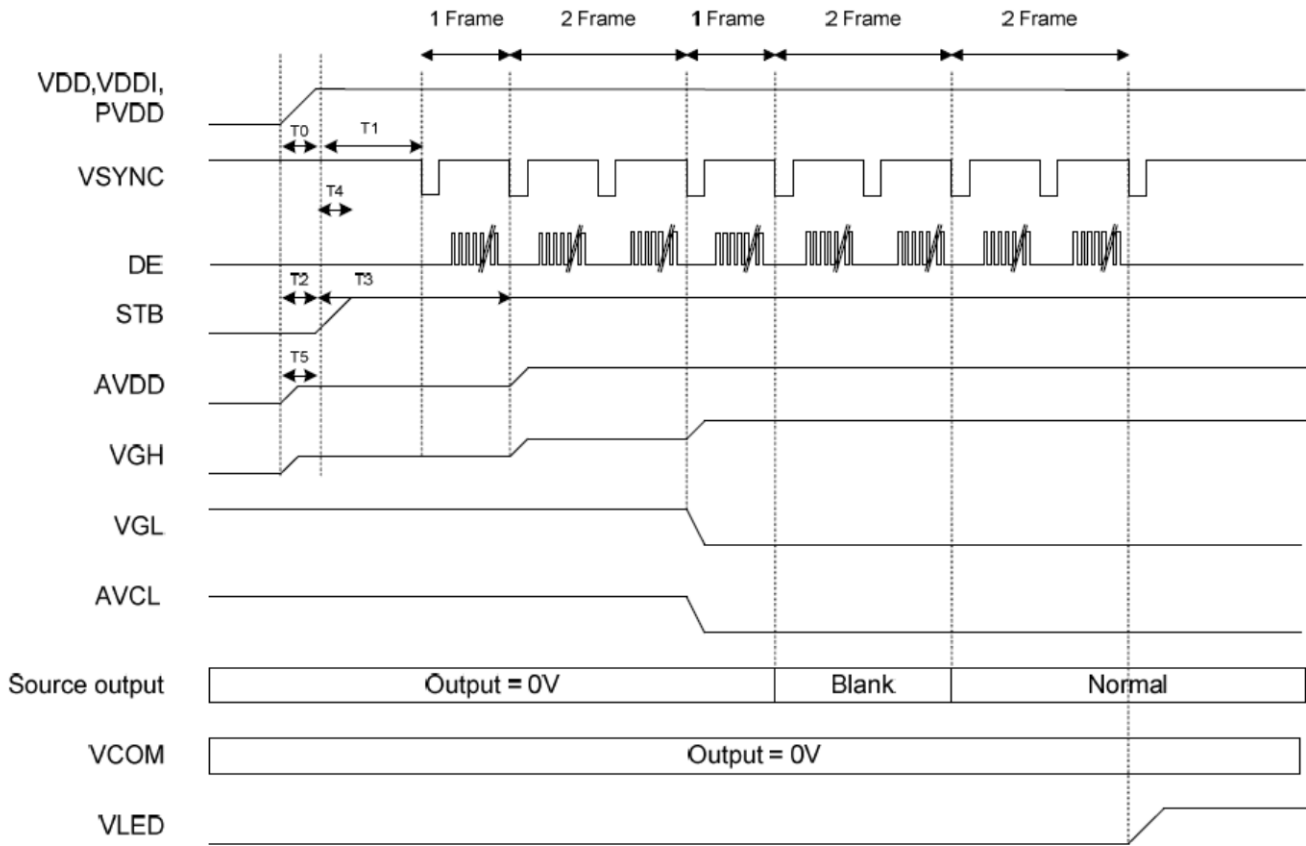 1 Frame 2 Frame 1 Frame 2 Frame 2 Frame
VDD,VDDI,
PVDD
T0 T1
VSYNC
T4
DE
T2 T3
STB
T5
AVDD
VGH
VGL
AVCL
Source output Output = 0V Blank Normal
VCOM Output = 0V
VLED